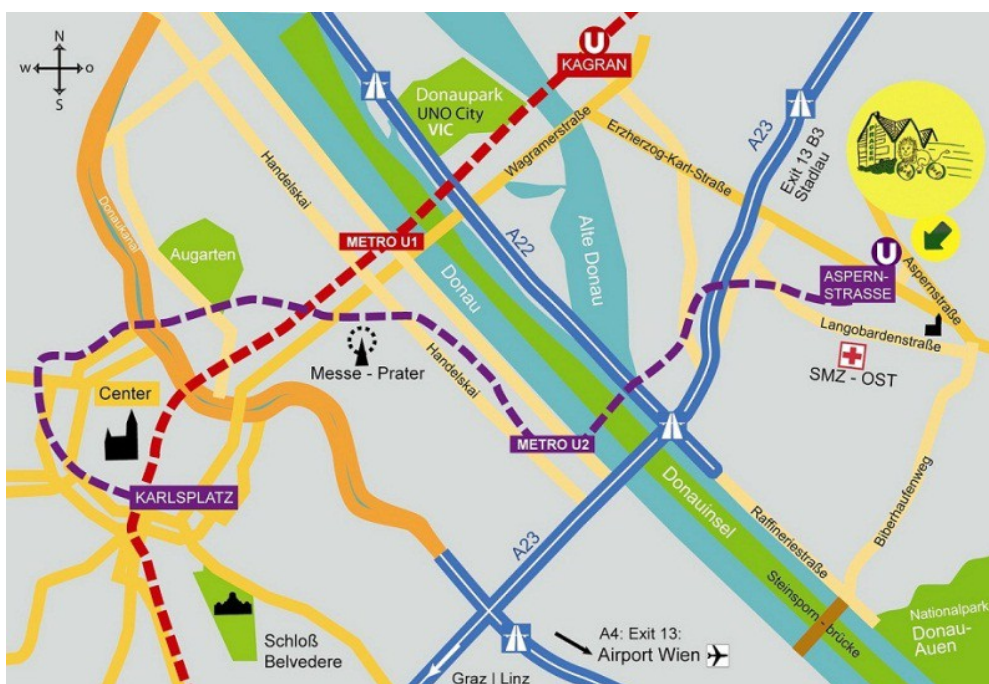 N
W
O
S
U
KAGRAN
Donaupark
UNO City
VIC
Wagramerstraße
Erzherzog-Karl-Straße
A23
Exit 13 B3
Stadlau
Handelskai
Donaukanal
Augarten
METRO U1
A22
Alte Donau
Donau
U
ASPERN-
STRASSE
Aspernstraße
Langobardenstraße
SMZ - OST
Messe - Prater
Handelskai
Center
METRO U2
KARLSPLATZ
A23
Donauinsel
Raffineriestraße
Biberhaufenweg
Steinsporn - brücke
Nationalpark
Donau-
Auen
Schloß
Belvedere
A4: Exit 13:
Airport Wien
Graz | Linz